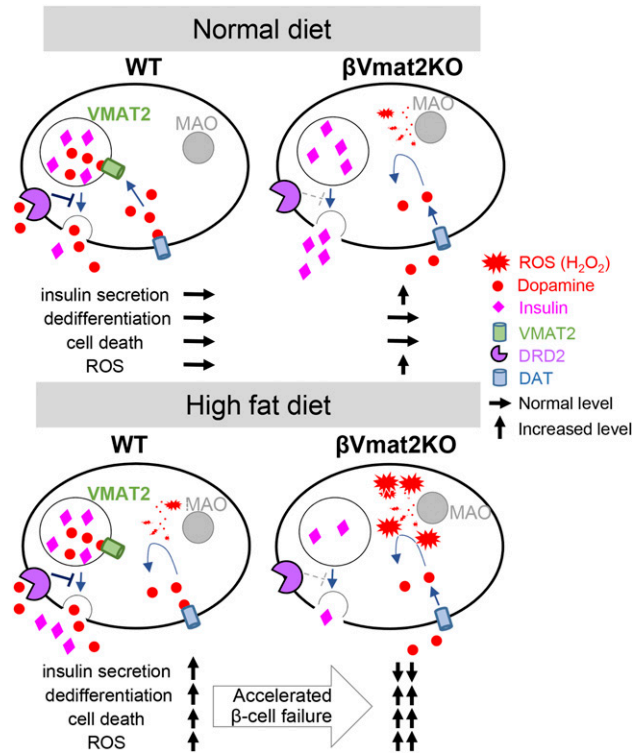 Normal diet
WT
βVmat2KO
VMAT2
MAO
MAO
insulin secretion
dedifferentiation
cell death
ROS
ROS (H₂O₂)
Dopamine
Insulin
VMAT2
DRD2
DAT
Normal level
Increased level
High fat diet
WT
βVmat2KO
VMAT2
MAO
MAO
insulin secretion
dedifferentiation
cell death
ROS
Accelerated
β-cell failure